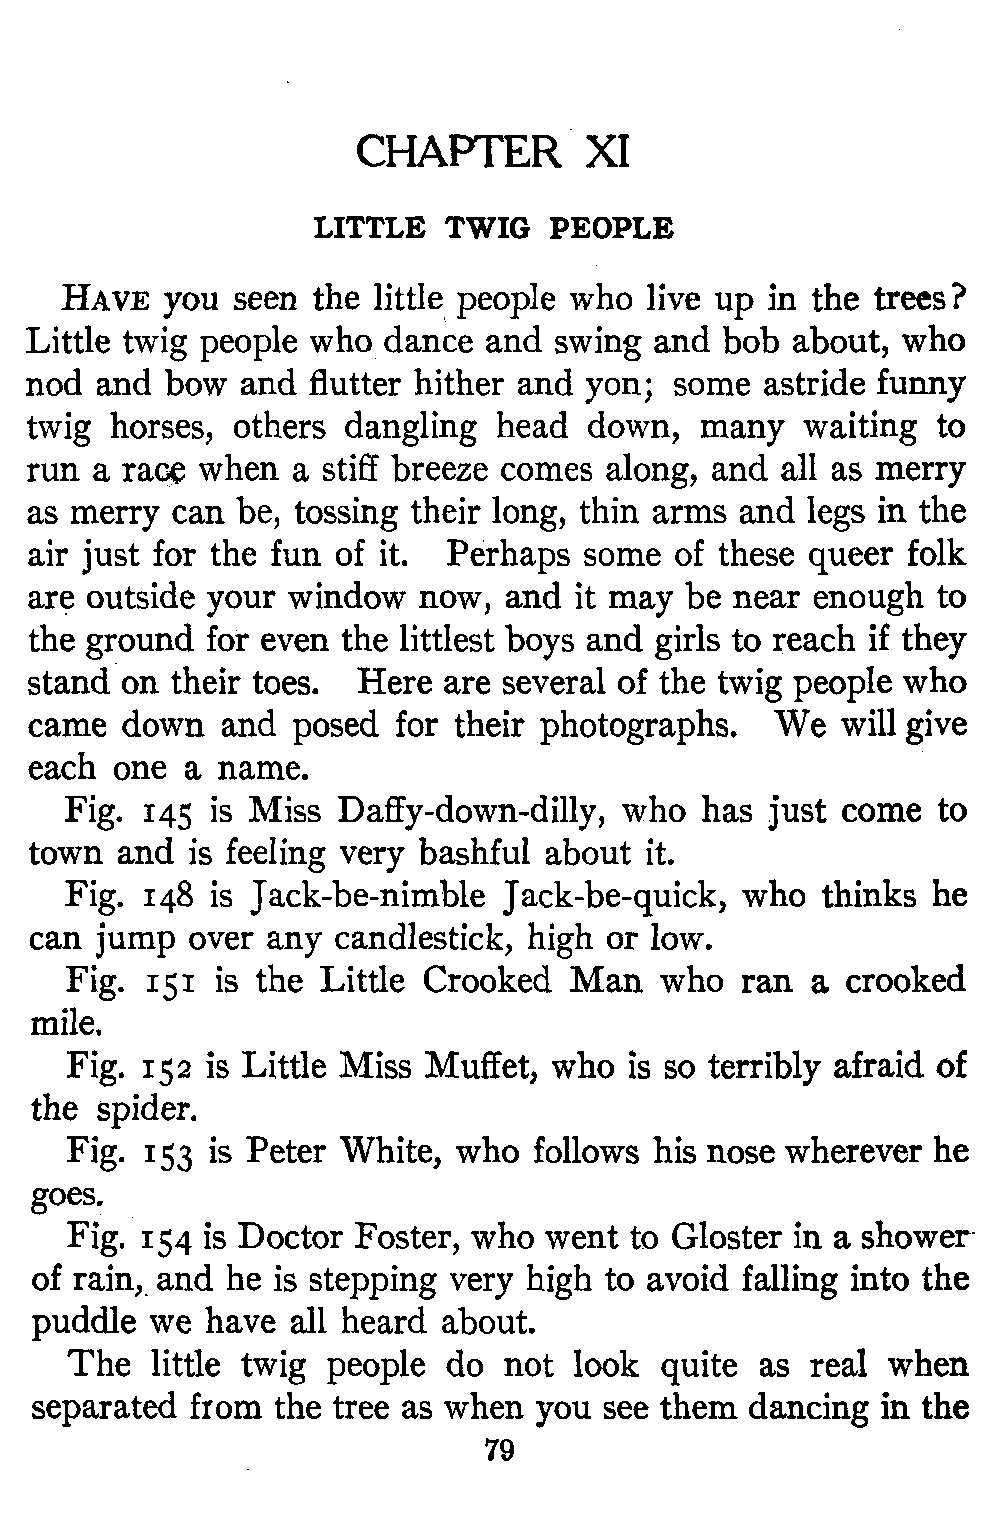 CHAPTER XI
LITTLE TWIG PEOPLE
HAVE you seen the little people who live up in the trees?
Little twig people who dance and swing and bob about, who
nod and bow and flutter hither and yon; some astride funny
twig horses, others dangling head down, many waiting to
run a race when a stiff breeze comes along, and all as merry
as merry can be, tossing their long, thin arms and legs in the
air just for the fun of it. Perhaps some of these queer folk
are outside your window now, and it may be near enough to
the ground for even the littlest boys and girls to reach if they
stand on their toes. Here are several of the twig people who
came down and posed for their photographs. We will give
each one a name.
Fig. 145 is Miss Daffy-down-dilly, who has just come to
town and is feeling very bashful about it.
Fig. 148 is Jack-be-nimble Jack-be-quick, who thinks he
can jump over any candlestick, high or low.
Fig. 151 is the Little Crooked Man who ran a crooked
mile.
Fig. 152 is Little Miss Muffet, who is so terribly afraid of
the spider.
Fig. 153 is Peter White, who follows his nose wherever he
goes.
Fig. 154 is Doctor Foster, who went to Gloster in a shower
of rain, and he is stepping very high to avoid falling into the
puddle we have all heard about.
The little twig people do not look quite as real when
separated from the tree as when you see them dancing in the
79